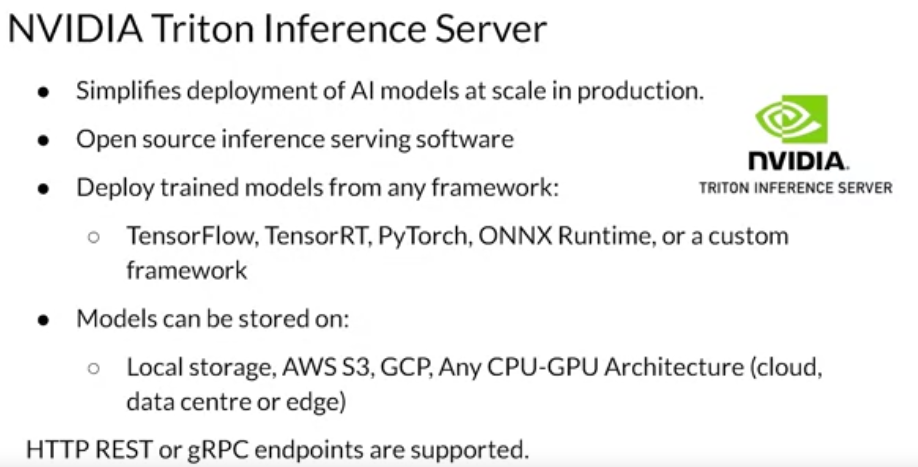 NVIDIA Triton Inference Server
● Simplifies deployment of AI models at scale in production.
● Open source inference serving software
● Deploy trained models from any framework:
○ TensorFlow, TensorRT, PyTorch, ONNX Runtime, or a custom
framework
● Models can be stored on:
○ Local storage, AWS S3, GCP, Any CPU-GPU Architecture (cloud,
data centre or edge)
HTTP REST or gRPC endpoints are supported.
NVIDIA.
TRITON INFERENCE SERVER